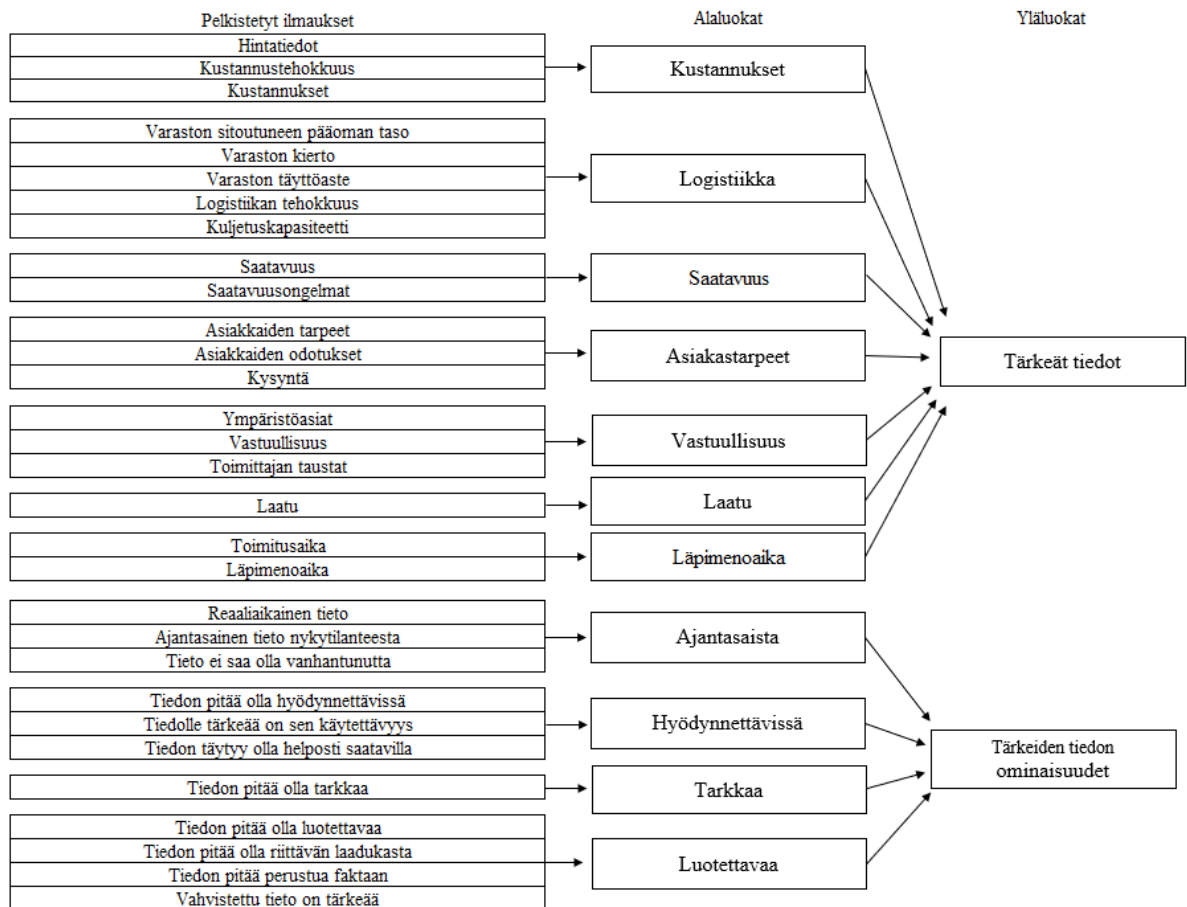 Pelkistetyt ilmaukset
Alaluokat
Yläluokat
Hintatiedot
Kustannustehokkuus
Kustannukset
Kustannukset
Varaston sitoutuneen pääoman taso
Varaston kierto
Varaston täyttöaste
Logistiikan tehokkuus
Kuljetuskapasiteetti
Logistiikka
Saatavuus
Saatavuusongelmat
Saatavuus
Asiakkaiden tarpeet
Asiakkaiden odotukset
Kysyntä
Asiakastarpeet
Ympäristöasiat
Vastuullisuus
Toimittajan taustat
Vastuullisuus
Laatu
Laatu
Toimitusaika
Läpimenoaika
Läpimenoaika
Tärkeät tiedot
Reaaliaikainen tieto
Ajantasainen tieto nykytilanteesta
Tieto ei saa olla vanhantunutta
Ajantasaista
Tiedon pitää olla hyödynnettävissä
Tiedolle tärkeää on sen käytettävyys
Tiedon täytyy olla helposti saatavilla
Hyödynnettävissä
Tiedon pitää olla tarkkaa
Tarkkaa
Tiedon pitää olla luotettavaa
Tiedon pitää olla riittävän laadukasta
Tiedon pitää perustua faktaan
Vahvistettu tieto on tärkeää
Luotettavaa
Tärkeiden tiedon
ominaisuudet